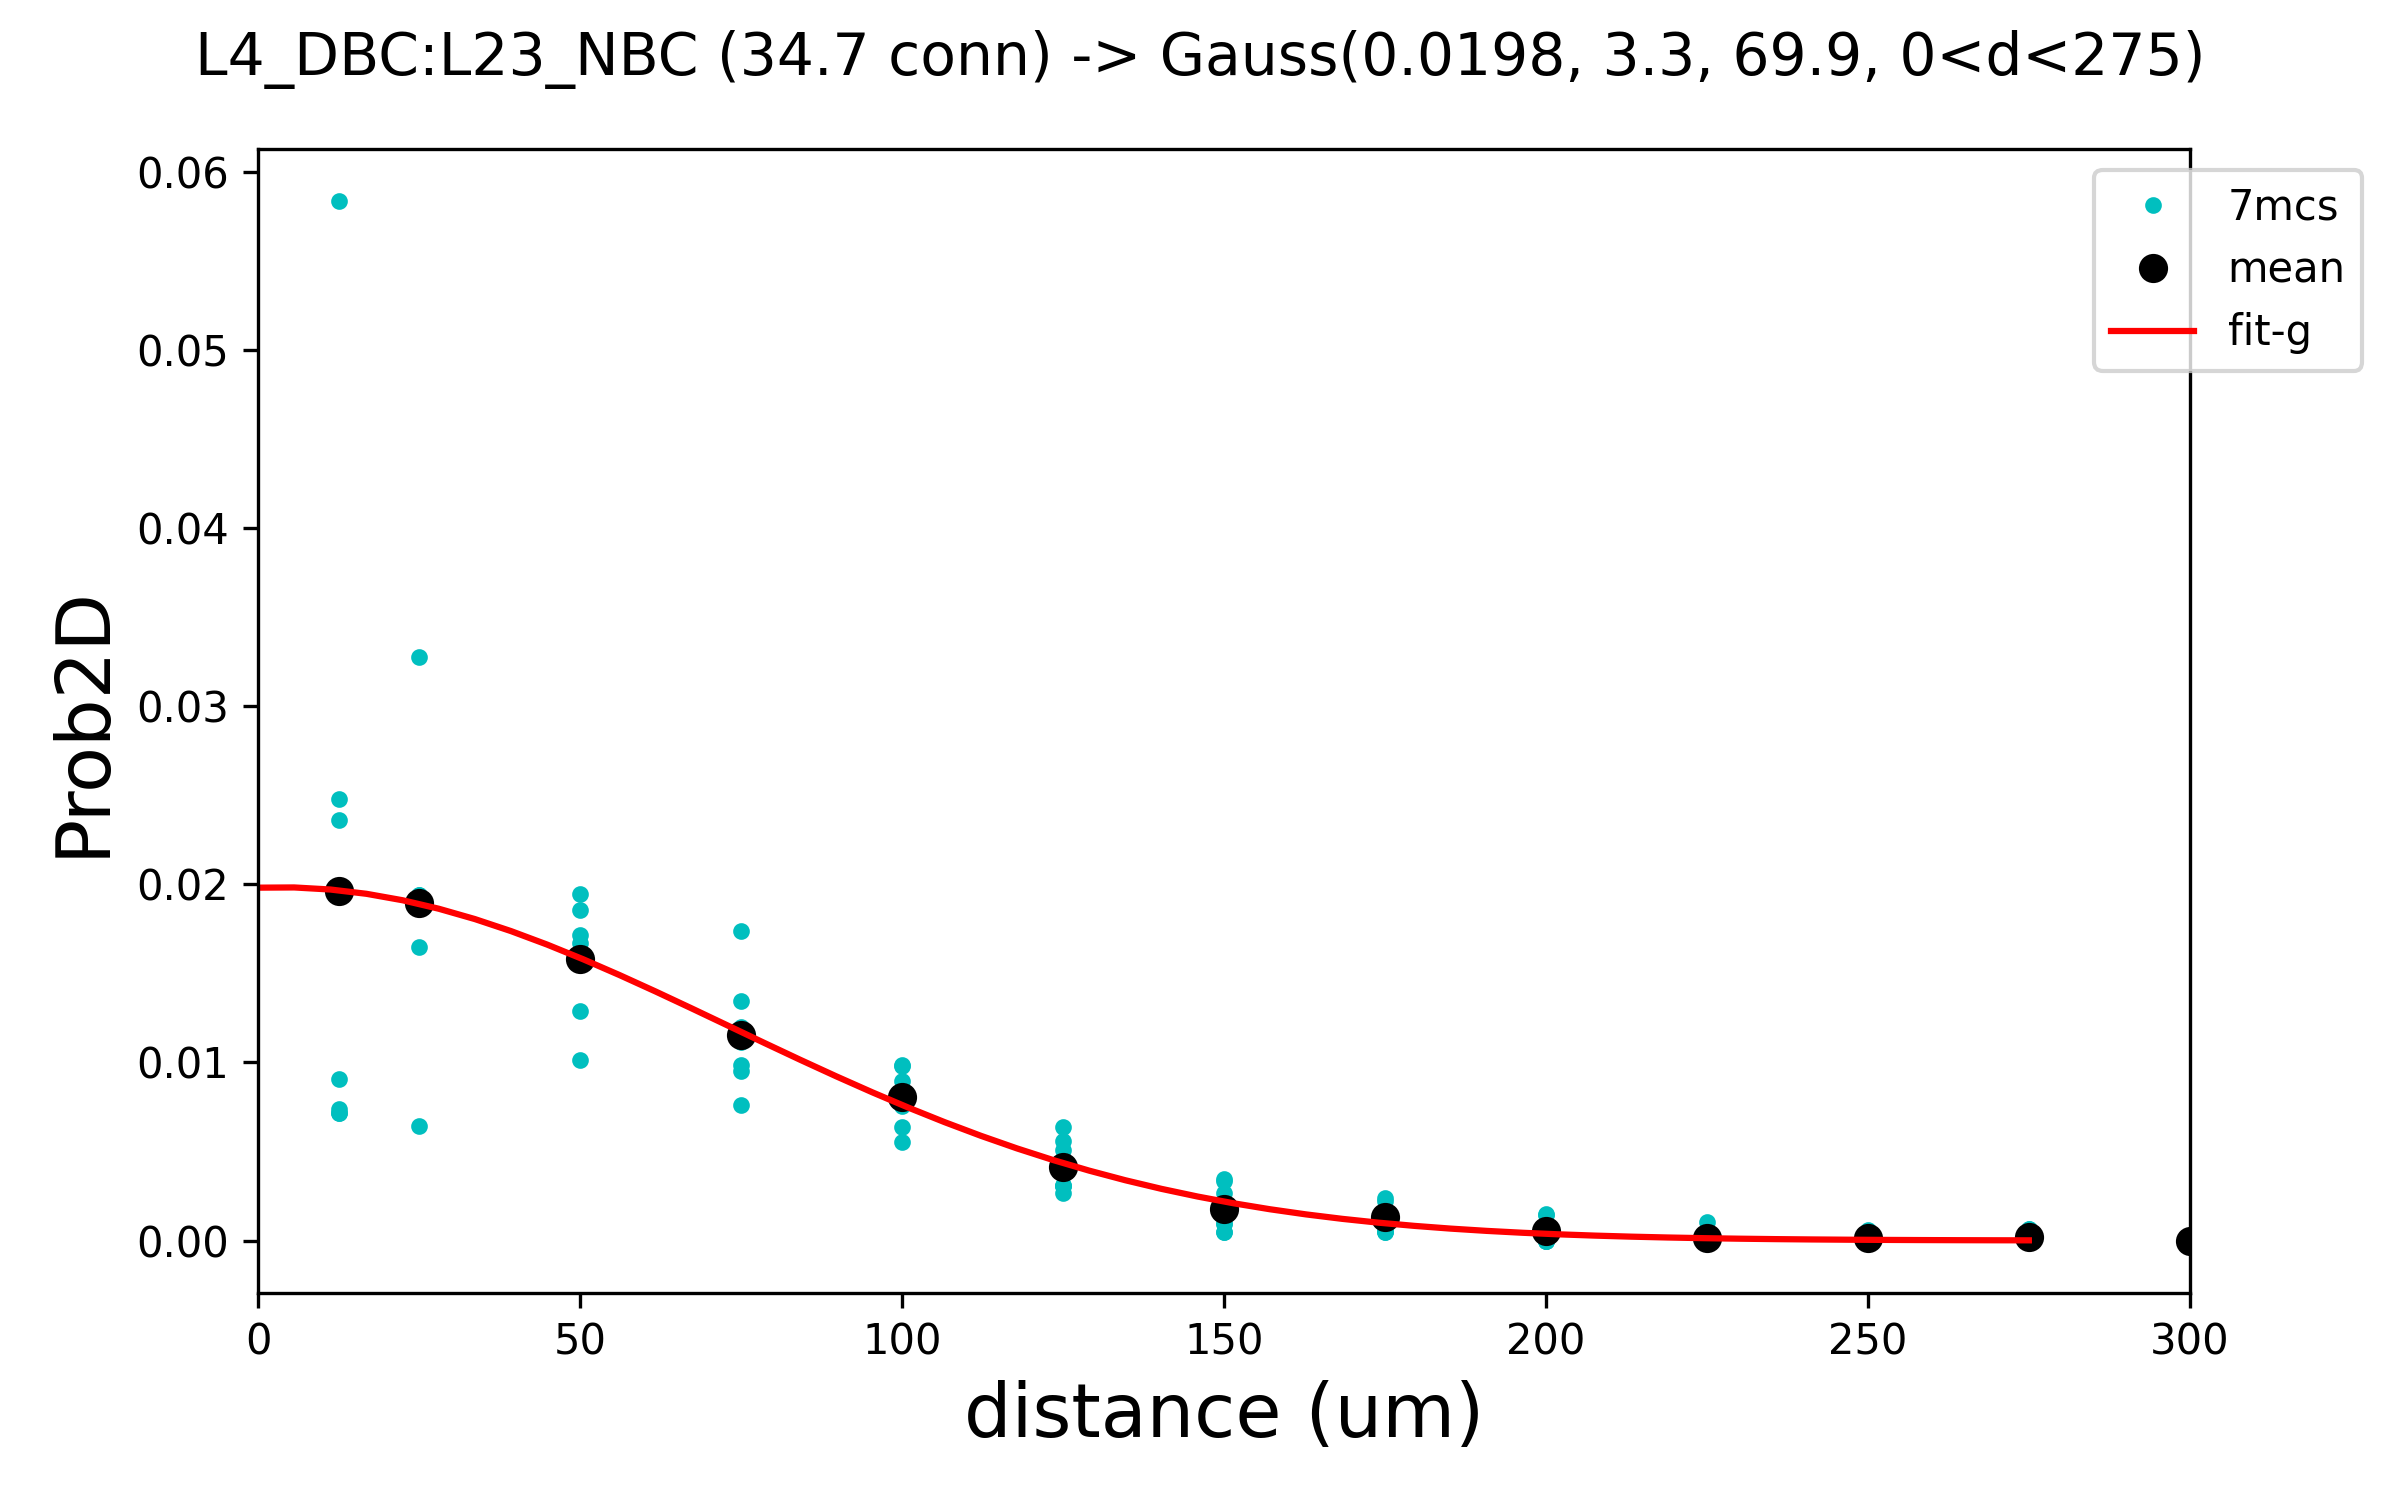 L4_DBC:L23_NBC (34.7 conn) -> Gauss(0.0198, 3.3, 69.9, 0<d<275)
7mcs
mean
fit-g
Prob2D
0.06
0.05
0.04
0.03
0.02
0.01
0.00
0 50 100 150 200 250 300
distance (um)